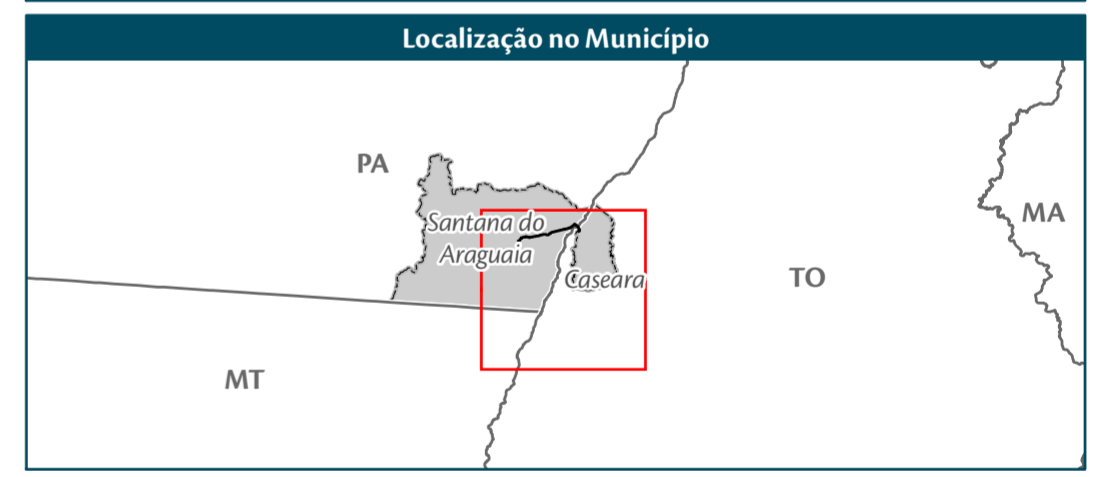 Localização no Município
PA
Santana do
Araguaia
MA
Caseara
TO
MT